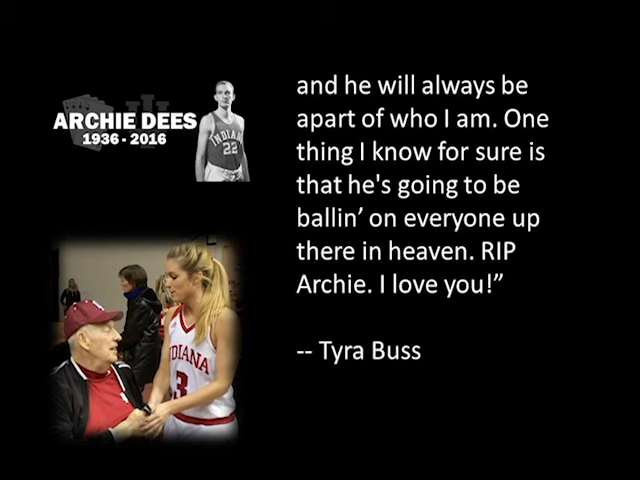 ARCHIE DEES
1936 - 2016
INDIANA
22
and he will always be
apart of who I am. One
thing I know for sure is
that he's going to be
ballin’ on everyone up
there in heaven. RIP
Archie. I love you!”
-- Tyra Buss
INDIANA
3